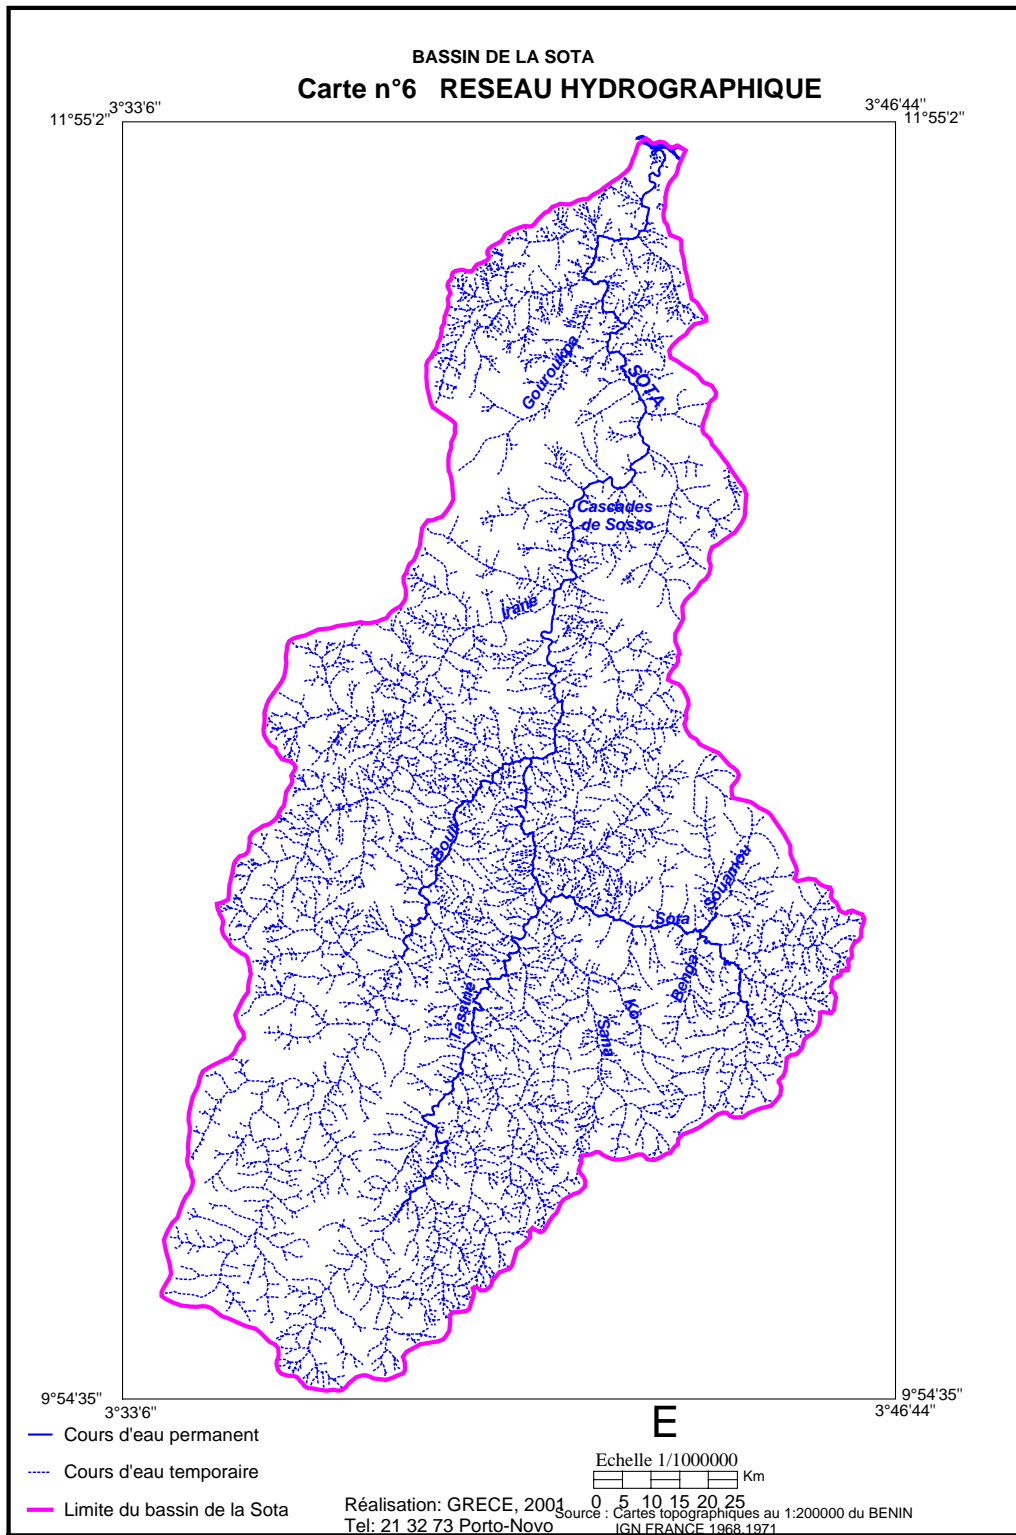 BASSIN DE LA SOTA
Carte n°6 RESEAU HYDROGRAPHIQUE
3°33'6"
3°46'44"
11°55'2"
11°55'2"
Gouroukpa
SOTA
Cascades
de Sosso
Irane
Bouli
Souamou
Sota
Bengal
Tassine
Ko
Sana
9°54'35"
9°54'35"
3°33'6"
3°46'44"
E
Cours d'eau permanent
Cours d'eau temporaire
Limite du bassin de la Sota
Echelle 1/1000000
Km
0 5 10 15 20 25
Réalisation: GRECE, 2001
Tel: 21 32 73 Porto-Novo
Source : Cartes topographiques au 1:200000 du BENIN
IGN FRANCE 1968,1971